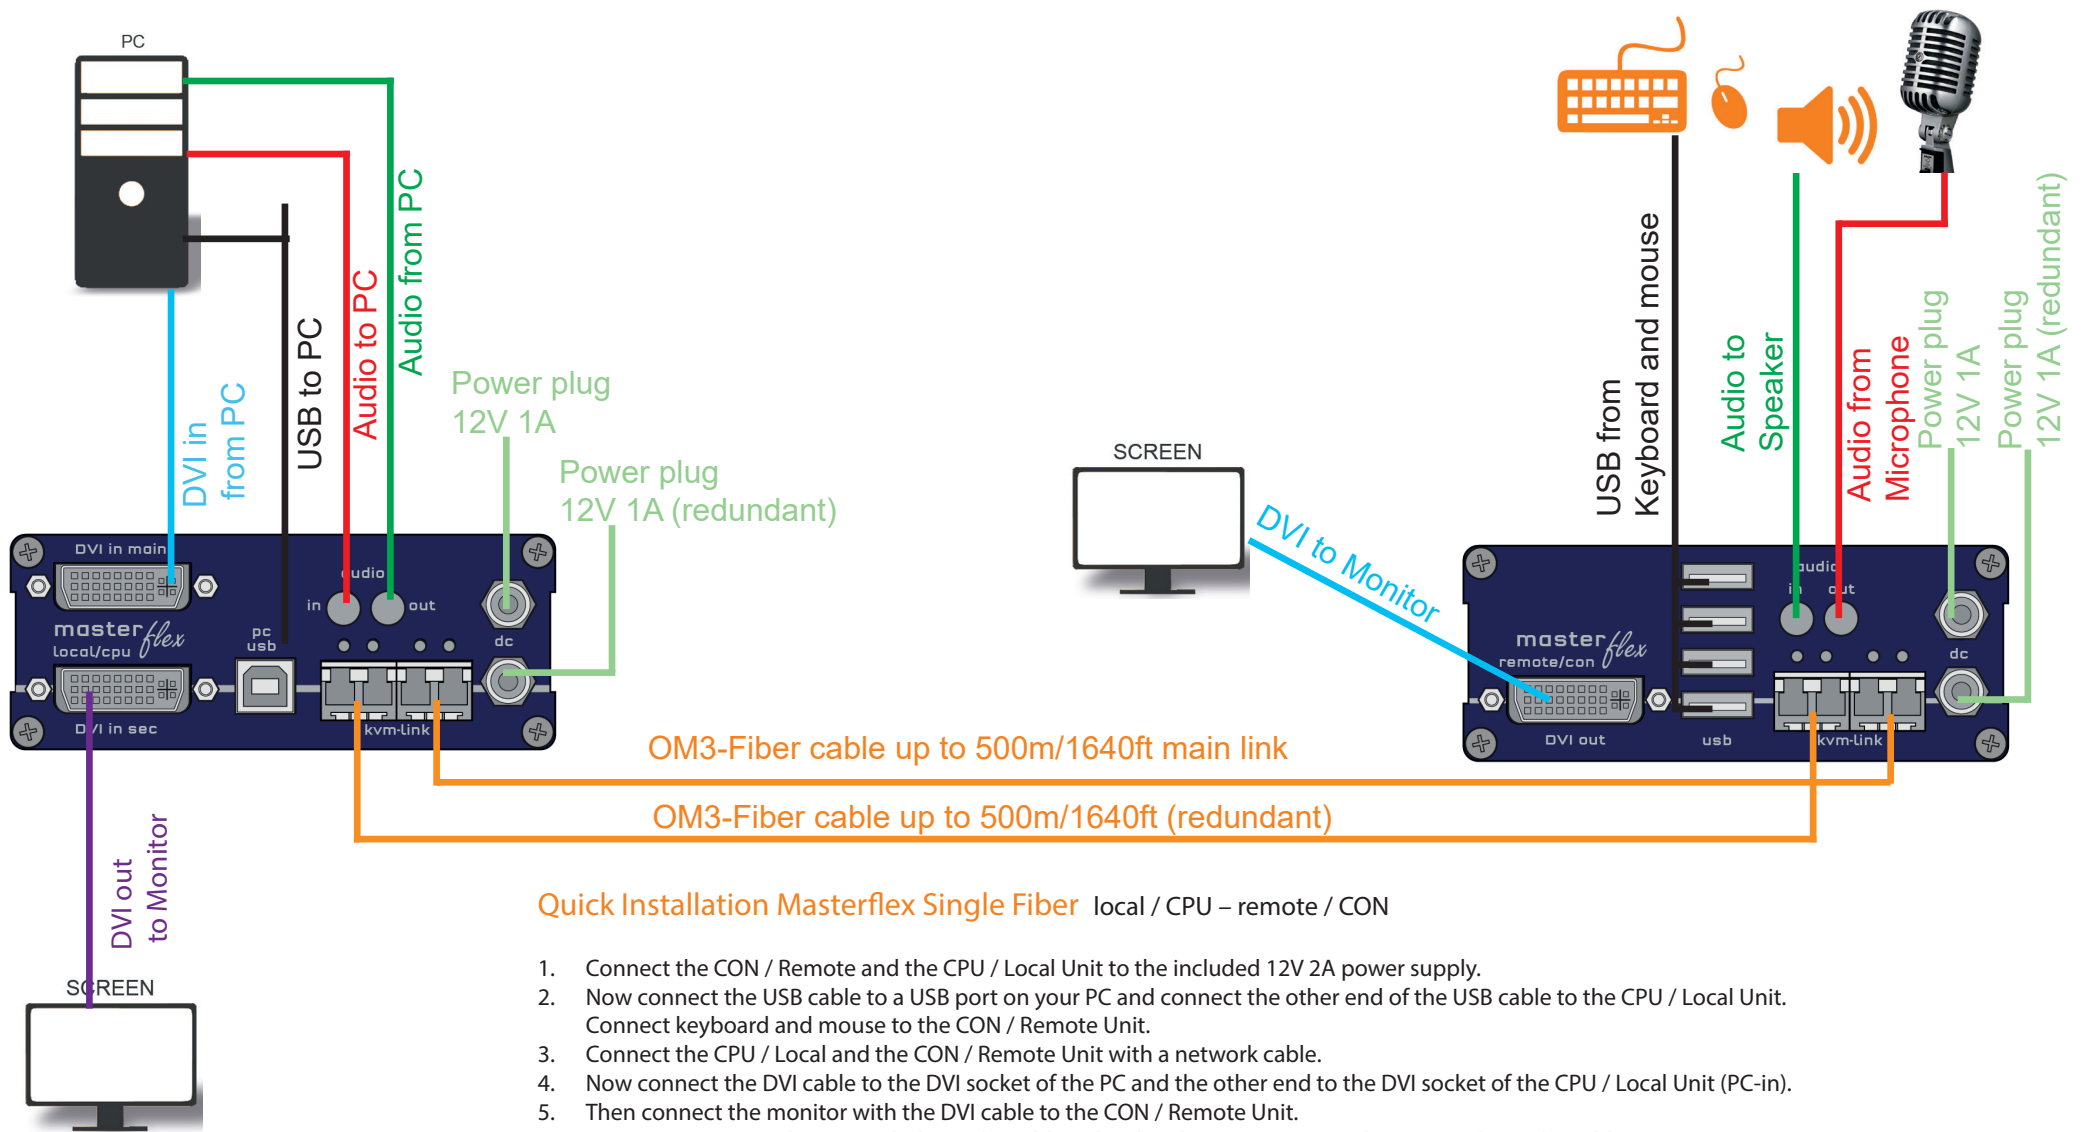 PC
DVI in
from PC
USB to PC
Audio to PC
Audio from PC
Power plug
12V 1A
Power plug
12V 1A (redundant)
DVI in main
audio
in
out
master flex
local/cpu
pc
usb
dc
DVI in sec
kvm-link
DVI out
to Monitor
SCREEN
SCREEN
DVI to Monitor
USB from
Keyboard and mouse
Audio to
Speaker
Audio from
Microphone
Power plug
12V 1A
Power plug
12V 1A (redundant)
audio
in
out
master flex
remote/con
dc
DVI out
usb
kvm-link
OM3-Fiber cable up to 500m/1640ft main link
OM3-Fiber cable up to 500m/1640ft (redundant)
Quick Installation Masterflex Single Fiber local / CPU – remote / CON
1. Connect the CON / Remote and the CPU / Local Unit to the included 12V 2A power supply.
2. Now connect the USB cable to a USB port on your PC and connect the other end of the USB cable to the CPU / Local Unit.
Connect keyboard and mouse to the CON / Remote Unit.
3. Connect the CPU / Local and the CON / Remote Unit with a network cable.
4. Now connect the DVI cable to the DVI socket of the PC and the other end to the DVI socket of the CPU / Local Unit (PC-in).
5. Then connect the monitor with the DVI cable to the CON / Remote Unit.